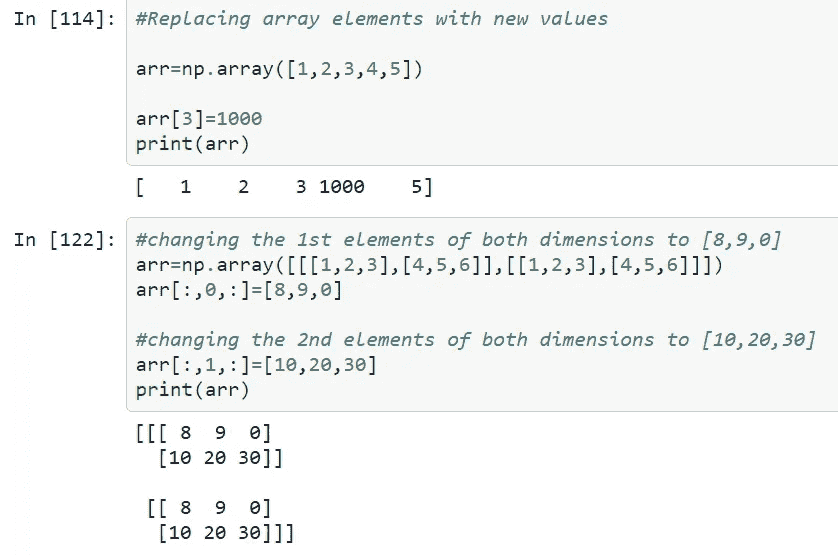 In [114]: #Replacing array elements with new values
arr=np.array([1,2,3,4,5])
arr[3]=1000
print(arr)
[   1    2    3 1000    5]
In [122]: #changing the 1st elements of both dimensions to [8,9,0]
arr=np.array([[[1,2,3],[4,5,6]],[[1,2,3],[4,5,6]]])
arr[:,0,:]=[8,9,0]
#changing the 2nd elements of both dimensions to [10,20,30]
arr[:,1,:]=[10,20,30]
print(arr)
[[[ 8  9  0]
  [10 20 30]]
 [[ 8  9  0]
  [10 20 30]]]